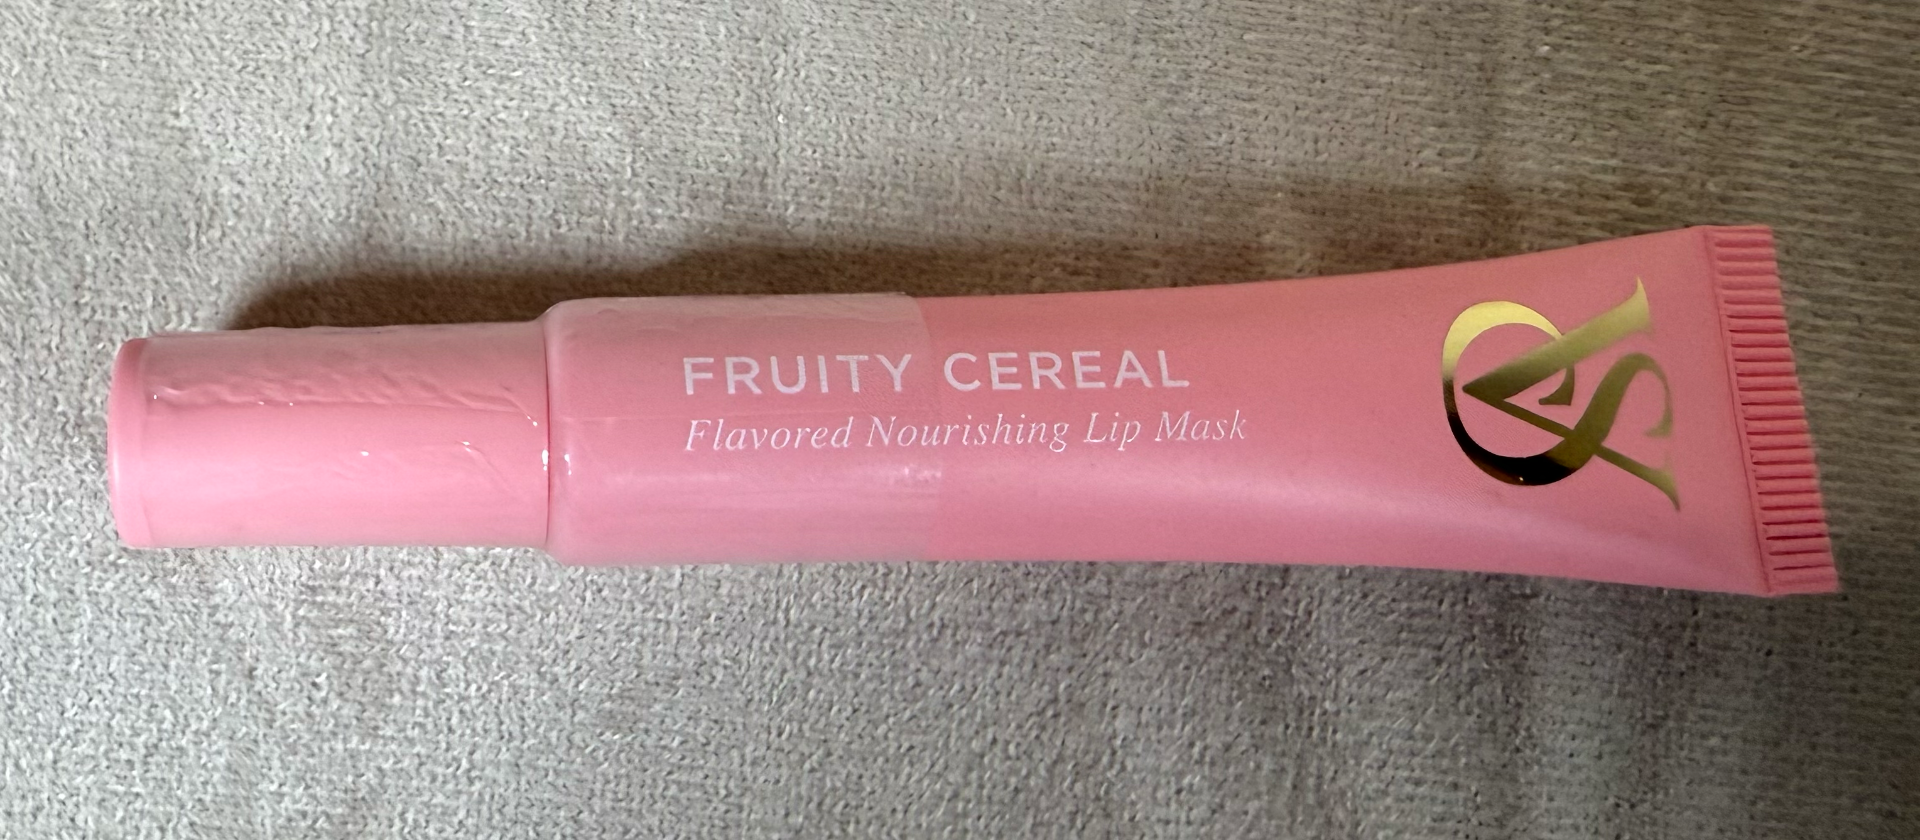 FRUITY CEREAL
Flavored Nourishing Lip Mask